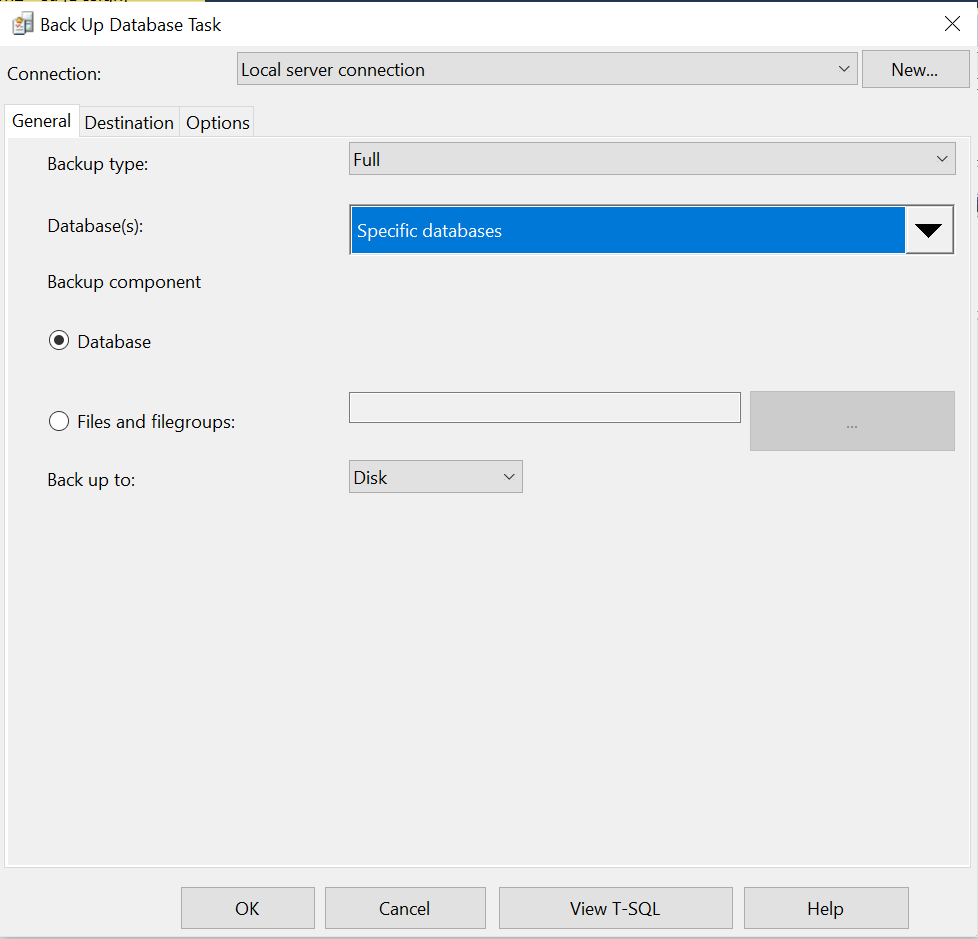 Back Up Database Task
Connection:
Local server connection
New...
General
Destination
Options
Backup type:
Full
Database(s):
Specific databases
Backup component
Database
Files and filegroups:
...
Back up to:
Disk
OK
Cancel
View T-SQL
Help